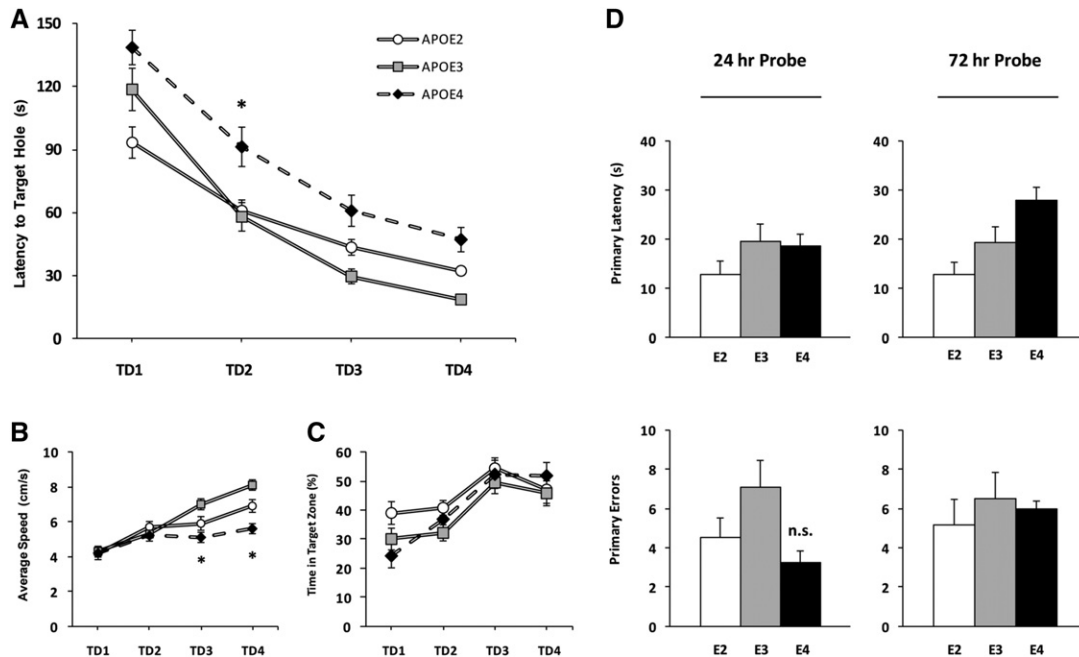 A
Latency to Target Hole (s)
150
120
90
60
30
0
*
APOE2
APOE3
APOE4
TD1 TD2 TD3 TD4
B
Average Speed (cm/s)
10
8
6
4
2
0
* *
TD1 TD2 TD3 TD4
C
Time in Target Zone (%)
60
50
40
30
20
10
0
TD1 TD2 TD3 TD4
D
24 hr Probe 72 hr Probe
Primary Latency (s)
40
30
20
10
0
E2 E3 E4
40
30
20
10
0
E2 E3 E4
Primary Errors
10
8
6
4
2
0
n.s.
E2 E3 E4
10
8
6
4
2
0
E2 E3 E4